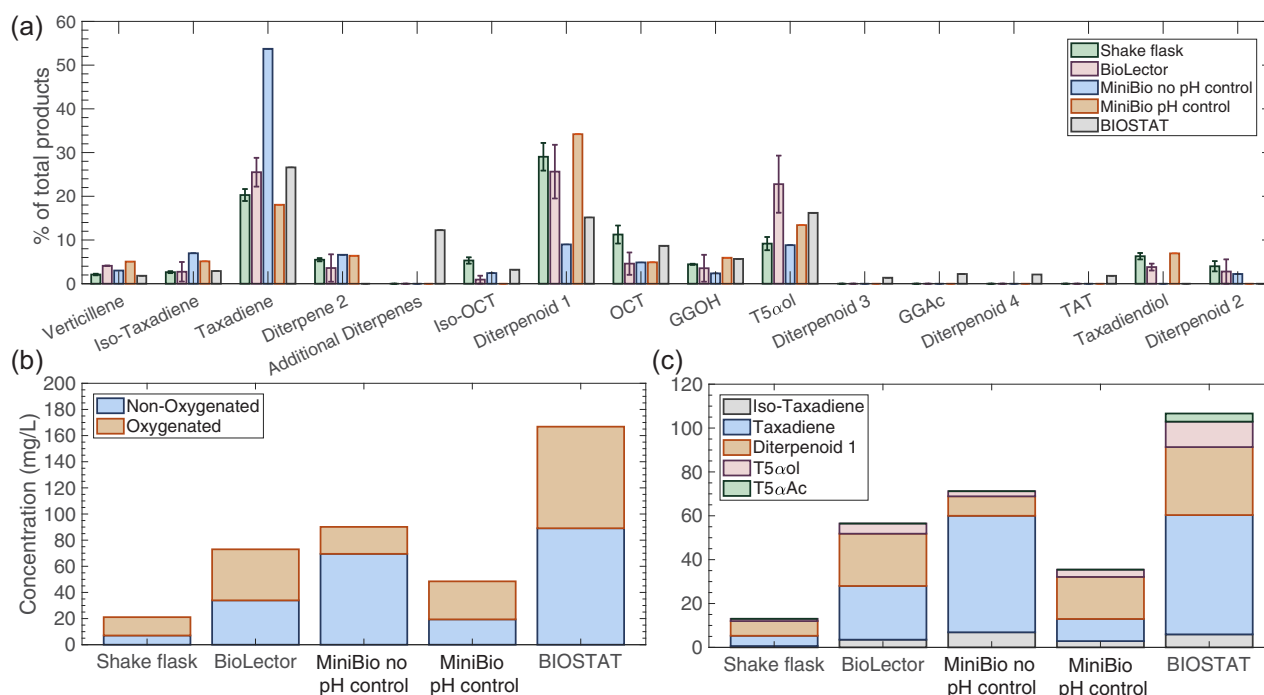 (a)
% of total products
60
50
40
30
20
10
0
Shake flask
BioLector
MiniBio no pH control
MiniBio pH control
BIOSTAT
Verticillene
Iso-Taxadiene
Taxadiene
Diterpene 2
Additional Diterpenes
Iso-OCT
Diterpenoid 1
OCT
GGOH
T5αol
Diterpenoid 3
GGAc
Diterpenoid 4
TAT
Taxadiendiol
Diterpenoid 2
(b)
Concentration (mg/L)
200
180
160
140
120
100
80
60
40
20
0
Non-Oxygenated
Oxygenated
Shake flask
BioLector
MiniBio no
pH control
MiniBio
pH control
BIOSTAT
(c)
120
100
80
60
40
20
0
Iso-Taxadiene
Taxadiene
Diterpenoid 1
T5αol
T5αAc
Shake flask
BioLector
MiniBio no
pH control
MiniBio
pH control
BIOSTAT